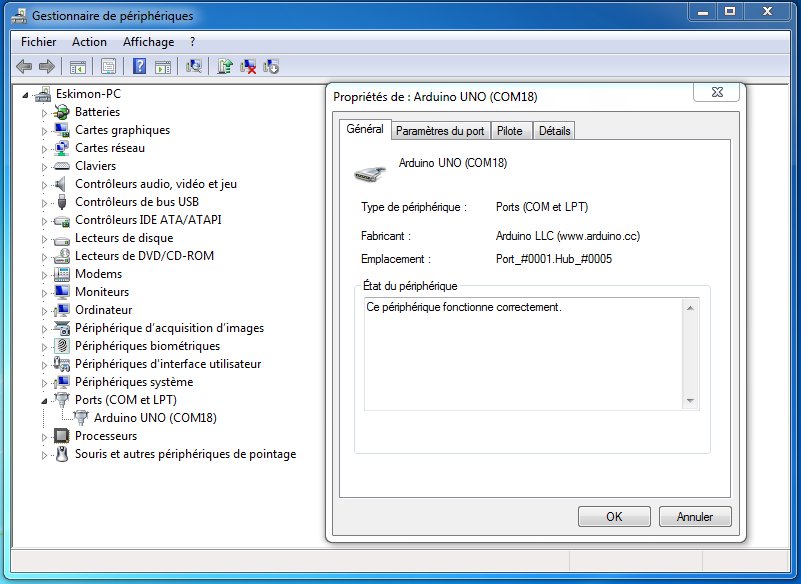 Gestionnaire de périphériques
Fichier Action Affichage ?
Eskimon-PC
Batteries
Cartes graphiques
Cartes réseau
Claviers
Contrôleurs audio, vidéo et jeu
Contrôleurs de bus USB
Contrôleurs IDE ATA/ATAPI
Lecteurs de disque
Lecteurs de DVD/CD-ROM
Modems
Moniteurs
Ordinateur
Périphérique d'acquisition d'images
Périphériques biométriques
Périphériques d'interface utilisateur
Périphériques système
Ports (COM et LPT)
Arduino UNO (COM18)
Processeurs
Souris et autres périphériques de pointage
Propriétés de : Arduino UNO (COM18)
Général Paramètres du port Pilote Détails
Arduino UNO (COM18)
Type de périphérique : Ports (COM et LPT)
Fabricant : Arduino LLC (www.arduino.cc)
Emplacement : Port_#0001.Hub_#0005
État du périphérique
Ce périphérique fonctionne correctement.
OK Annuler